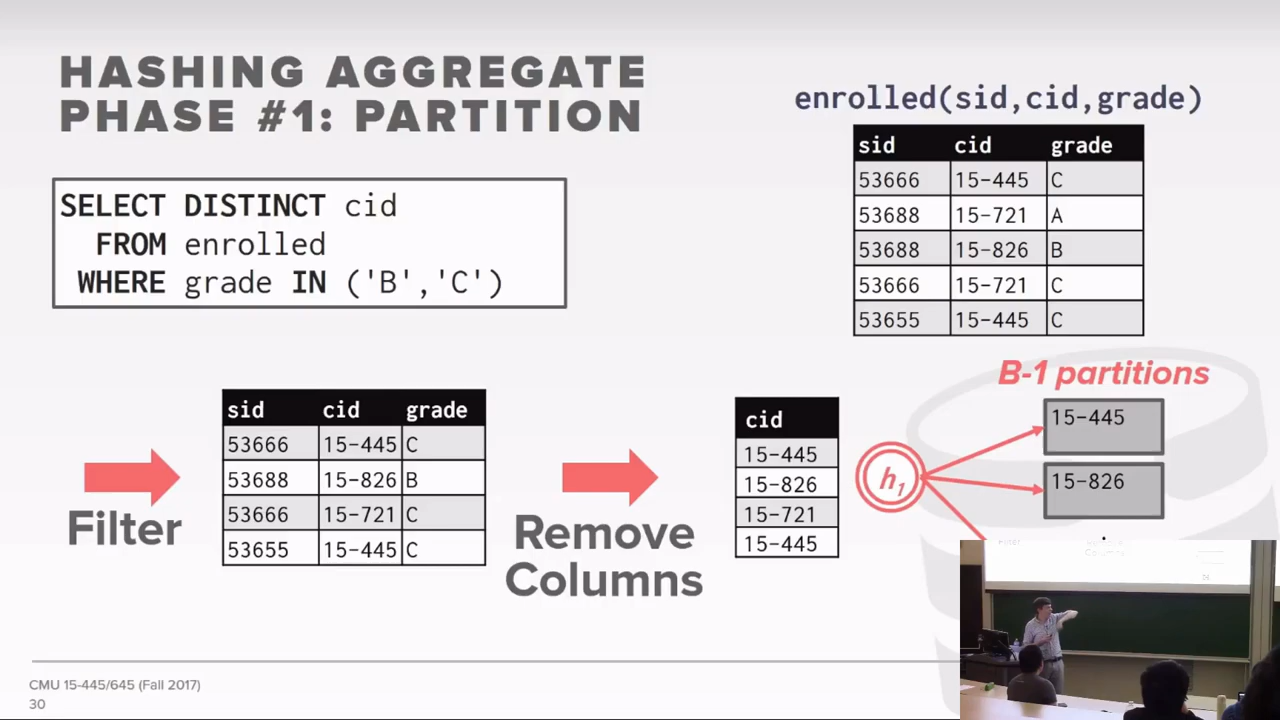 HASHING AGGREGATE
PHASE #1: PARTITION
enrolled(sid,cid,grade)
sid cid grade
53666 15-445 C
53688 15-721 A
53688 15-826 B
53666 15-721 C
53655 15-445 C
SELECT DISTINCT cid
FROM enrolled
WHERE grade IN ('B','C')
Filter
sid cid grade
53666 15-445 C
53688 15-826 B
53666 15-721 C
53655 15-445 C
Remove
Columns
cid
15-445
15-826
15-721
15-445
h1
B-1 partitions
15-445
15-826
CMU 15-445/645 (Fall 2017)
30